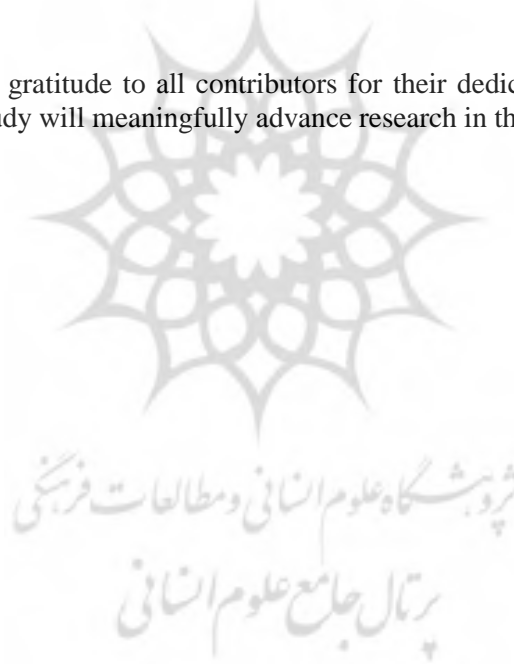 gratitude to all contributors for their dedic
udy will meaningfully advance research in th
پژوهشگاه علوم انسانی و مطالعات فرهنگی
پرتال جامع علوم انسانی